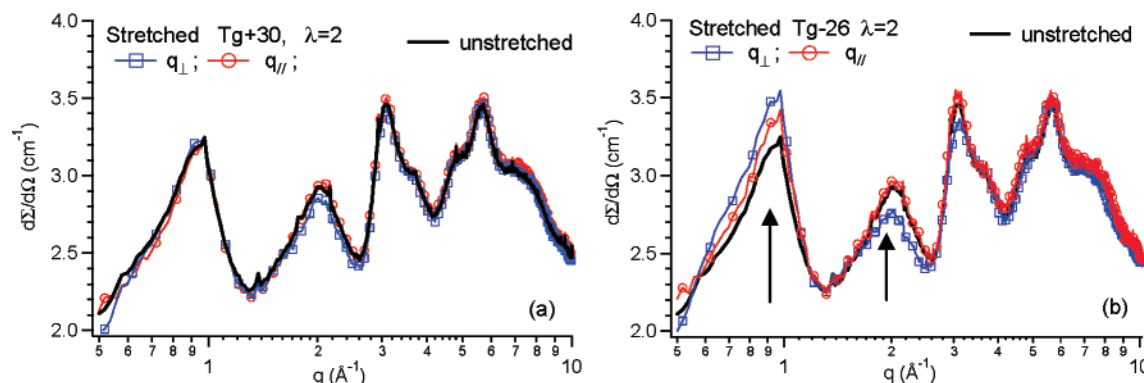 4.0
3.5
3.0
2.5
2.0
dΣ/dΩ (cm⁻¹)
Stretched Tg+30, λ=2
q⊥ ; q// ;
unstretched
(a)
5 6 7 8 9 1 2 3 4 5 6 7 8 9 10
q (Å⁻¹)
4.0
3.5
3.0
2.5
2.0
dΣ/dΩ (cm⁻¹)
Stretched Tg-26 λ=2
q⊥ ; q//
unstretched
(b)
5 6 7 8 9 1 2 3 4 5 6 7 8 9 10
q (Å⁻¹)